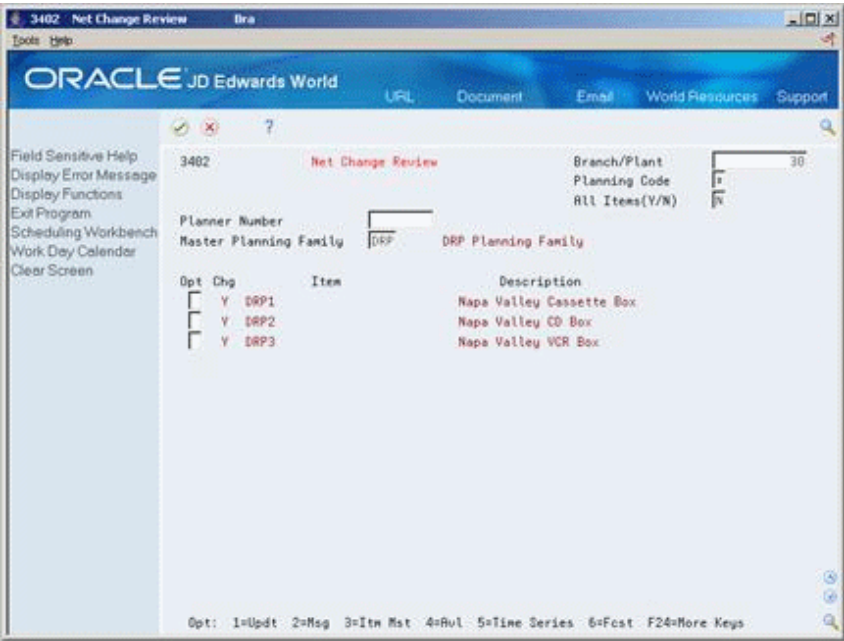 3402 Net Change Review Bra
Tools Help
ORACLE JD Edwards World
URL Document Email World Resources Support
?
Field Sensitive Help
Display Error Message
Display Functions
Exit Program
Scheduling Workbench
Work Day Calendar
Clear Screen
3402 Net Change Review Branch/Plant 30
Planning Code *
All Items(Y/N) N
Planner Number
Master Planning Family DRP DRP Planning Family
Opt Chg Item Description
Y DRP1 Napa Valley Cassette Box
Y DRP2 Napa Valley CD Box
Y DRP3 Napa Valley VCR Box
Opt: 1=Updt 2=Msg 3=Itm Mst 4=Avl 5=Time Series 6=Fcst F24=More Keys